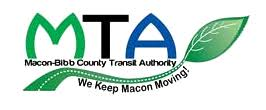 MTA
Macon-Bibb County Transit Authority
We Keep Macon Moving!